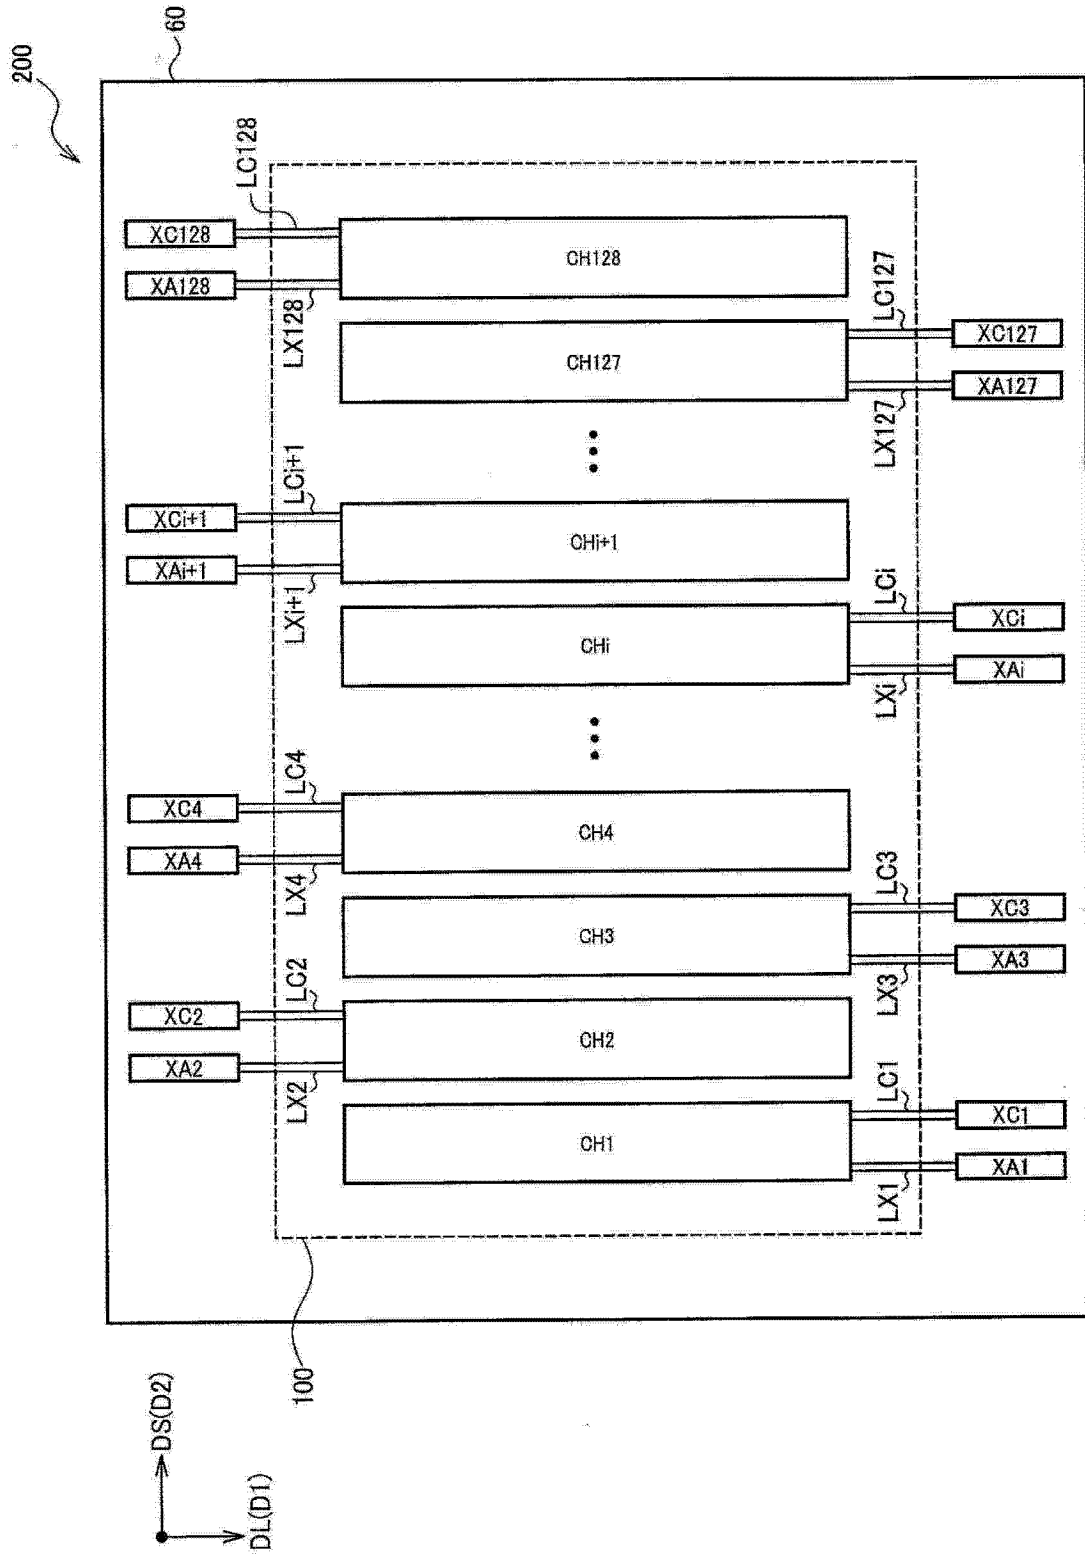 200
60
LC128
XC128
XA128
LX128
CH128
CH127
LC127
XC127
XA127
LX127
LCi+1
XCi+1
XAi+1
LXi+1
CHi+1
CHi
LCi
XCi
XAi
LXi
LC4
XC4
XA4
LX4
CH4
CH3
LC3
XC3
XA3
LX3
LC2
XC2
XA2
LX2
CH2
CH1
LC1
XC1
XA1
LX1
100
DS(D2)
DL(D1)